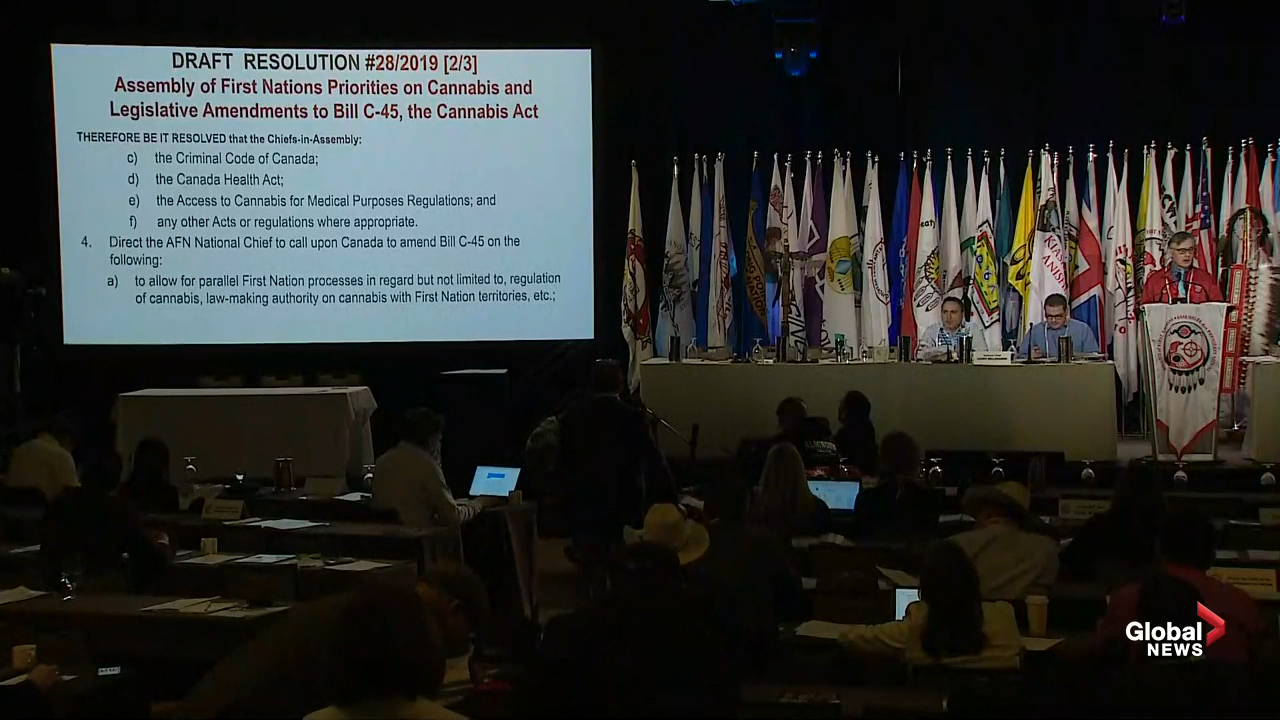 DRAFT RESOLUTION #28/2019 [2/3]
Assembly of First Nations Priorities on Cannabis and
Legislative Amendments to Bill C-45, the Cannabis Act
THEREFORE BE IT RESOLVED that the Chiefs-in-Assembly:
c) the Criminal Code of Canada;
d) the Canada Health Act;
e) the Access to Cannabis for Medical Purposes Regulations; and
f) any other Acts or regulations where appropriate.
4. Direct the AFN National Chief to call upon Canada to amend Bill C-45 on the
following:
a) to allow for parallel First Nation processes in regard but not limited to, regulation
of cannabis, law-making authority on cannabis with First Nation territories, etc.;
Global
NEWS